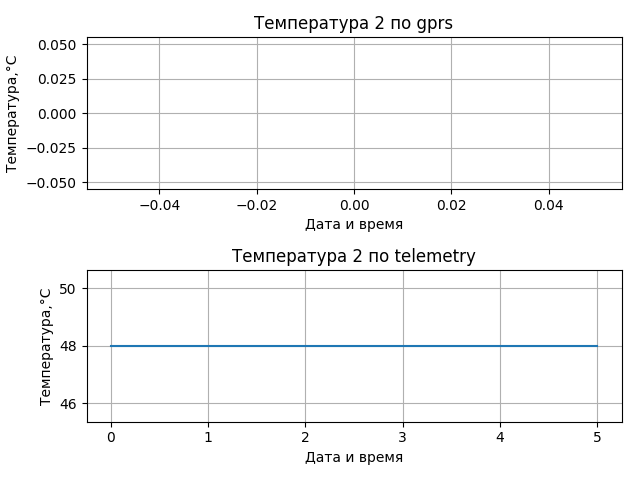 Температура 2 по gprs
0.050
0.025
0.000
−0.025
−0.050
Температура,°C
−0.04 −0.02 0.00 0.02 0.04
Дата и время
Температура 2 по telemetry
50
48
46
Температура,°C
0 1 2 3 4 5
Дата и время